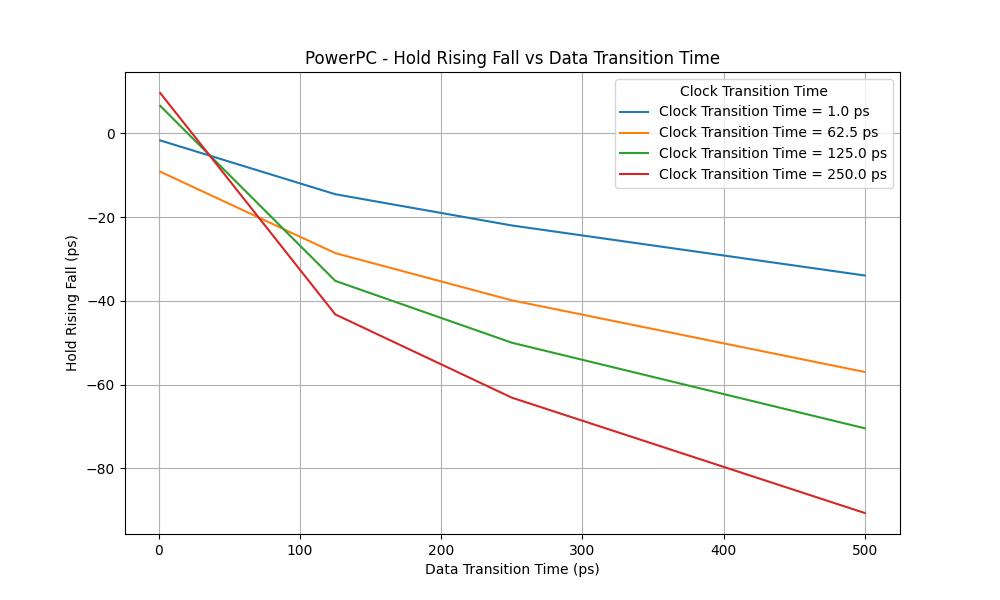 PowerPC - Hold Rising Fall vs Data Transition Time
Clock Transition Time
Clock Transition Time = 1.0 ps
Clock Transition Time = 62.5 ps
Clock Transition Time = 125.0 ps
Clock Transition Time = 250.0 ps
Hold Rising Fall (ps)
0
−20
−40
−60
−80
0 100 200 300 400 500
Data Transition Time (ps)